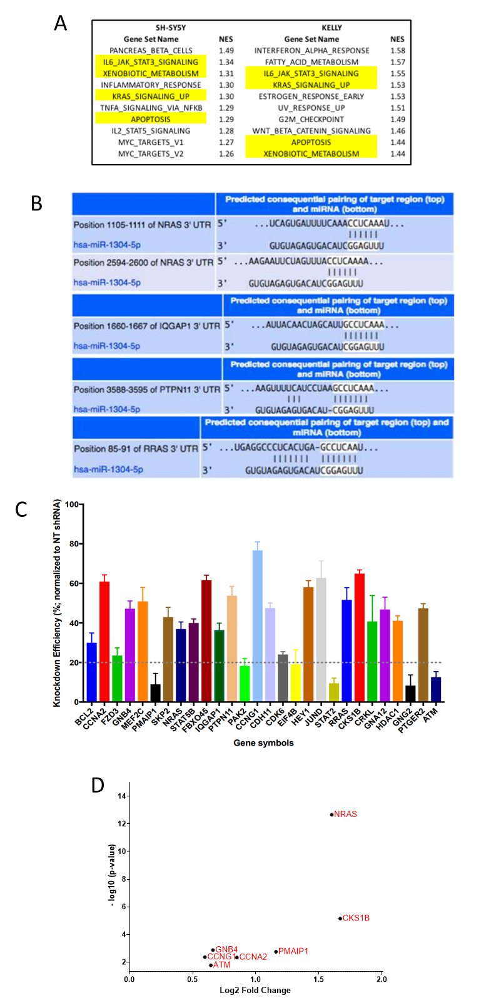 A
SH-SY5Y KELLY
Gene Set Name NES Gene Set Name NES
PANCREAS_BETA_CELLS 1.49 INTERFERON_ALPHA_RESPONSE 1.58
IL6_JAK_STAT3_SIGNALING 1.34 FATTY_ACID_METABOLISM 1.57
XENOBIOTIC_METABOLISM 1.31 IL6_JAK_STAT3_SIGNALING 1.55
INFLAMMATORY_RESPONSE 1.30 KRAS_SIGNALING_UP 1.53
KRAS_SIGNALING_UP 1.30 ESTROGEN_RESPONSE_EARLY 1.53
TNFA_SIGNALING_VIA_NFKB 1.29 UV_RESPONSE_UP 1.51
APOPTOSIS 1.29 G2M_CHECKPOINT 1.49
IL2_STAT5_SIGNALING 1.28 WNT_BETA_CATENIN_SIGNALING 1.46
MYC_TARGETS_V1 1.27 APOPTOSIS 1.44
MYC_TARGETS_V2 1.26 XENOBIOTIC_METABOLISM 1.44
B
Predicted consequential pairing of target region (top)
and miRNA (bottom)
Position 1105-1111 of NRAS 3' UTR 5' ...UCAGUGAUUUUCAAACCUCAAAU...
hsa-miR-1304-5p 3' GUGUAGAGUGACAUCGGAGUUU
Position 2594-2600 of NRAS 3' UTR 5' ...AAGAAUUCUAGUUUACCUCAAAA...
hsa-miR-1304-5p 3' GUGUAGAGUGACAUCGGAGUUU
Predicted consequential pairing of target region (top)
and miRNA (bottom)
Position 1660-1667 of IQGAP1 3' UTR 5' ...AUUACAACUAGCAUUGCCUCAAA...
hsa-miR-1304-5p 3' GUGUAGAGUGACAUCGGAGUUU
Predicted consequential pairing of target region (top)
and miRNA (bottom)
Position 3588-3595 of PTPN11 3' UTR 5' ...AAGUUUUCAUCCUAAGCCUCAAA...
hsa-miR-1304-5p 3' GUGUAGAGUGACAU-CGGAGUUU
Predicted consequential pairing of target region (top) and
miRNA (bottom)
Position 85-91 of RRAS 3' UTR 5' ...UGAGGCCCUCACUGA-GCCUCAAU...
hsa-miR-1304-5p 3' GUGUAGAGUGACAUCGGAGUUU
C
Knockdown Efficiency (%; normalized to NT shRNA)
100
80
60
40
20
0
BCL2 CCNA2 FZD3 GNB4 MEF2C PMAIP1 SKP2 NRAS STAT5B FBXO45 IQGAP1 PTPN11 PAK2 CCNG1 CDH11 CDK6 EIF4B HEY1 JUND STAT2 RRAS CKS1B CRKL GNA12 HDAC1 GNG2 PTGER2 ATM
Gene symbols
D
- log10 (p-value)
14
12
10
8
6
4
2
NRAS
CKS1B
GNB4
PMAIP1
CCNG1 CCNA2
ATM
0.0 0.5 1.0 1.5 2.0
Log2 Fold Change